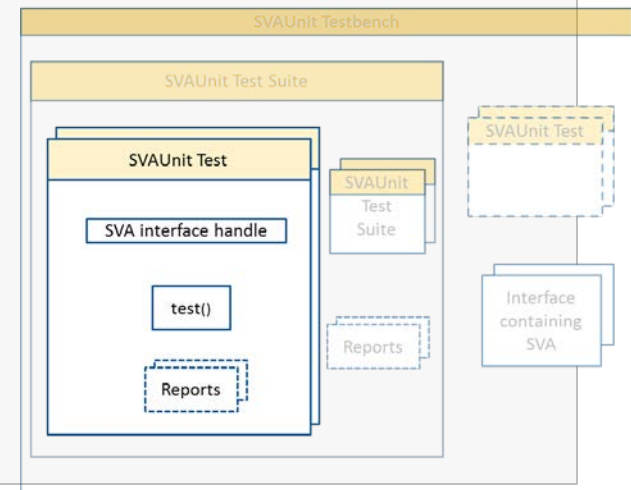 SVAUnit Testbench
SVAUnit Test Suite
SVAUnit Test
SVA interface handle
test()
Reports
SVAUnit
Test
Suite
Reports
SVAUnit Test
Interface
containing
SVA